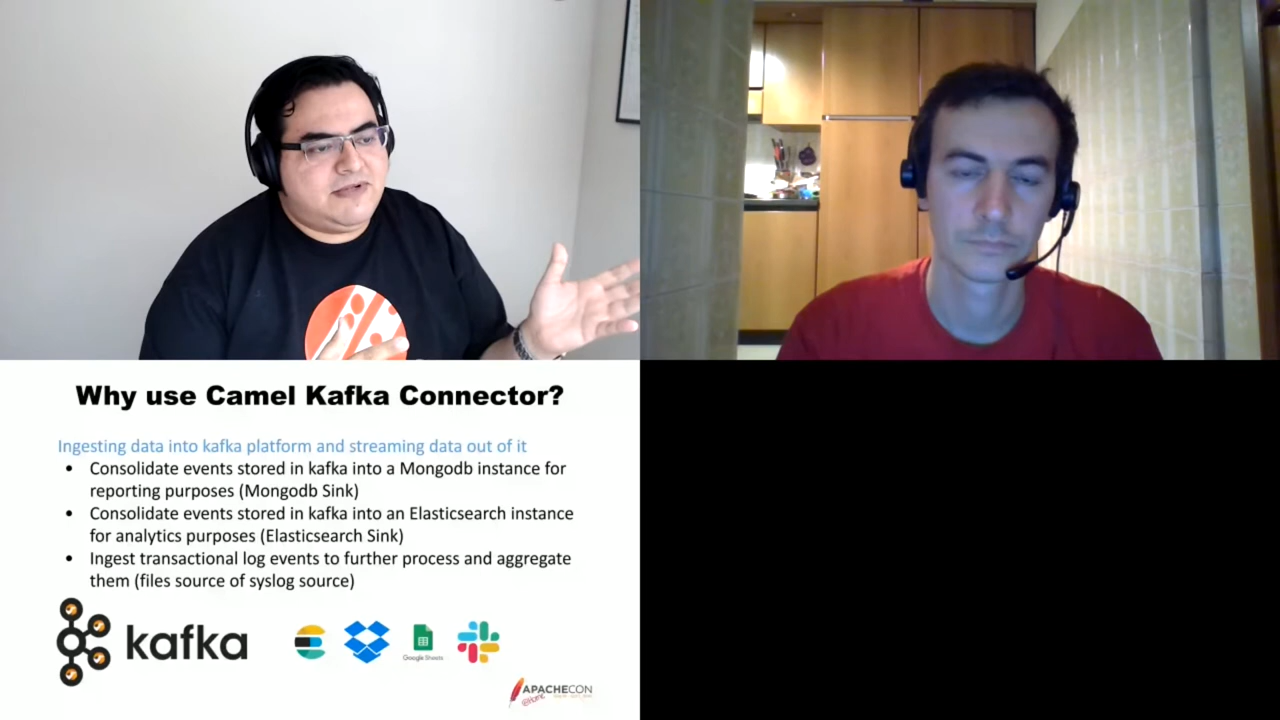 Why use Camel Kafka Connector?
Ingesting data into kafka platform and streaming data out of it
• Consolidate events stored in kafka into a Mongodb instance for
reporting purposes (Mongodb Sink)
• Consolidate events stored in kafka into an Elasticsearch instance
for analytics purposes (Elasticsearch Sink)
• Ingest transactional log events to further process and aggregate
them (files source of syslog source)
kafka
Google Sheets
APACHECON
@Home